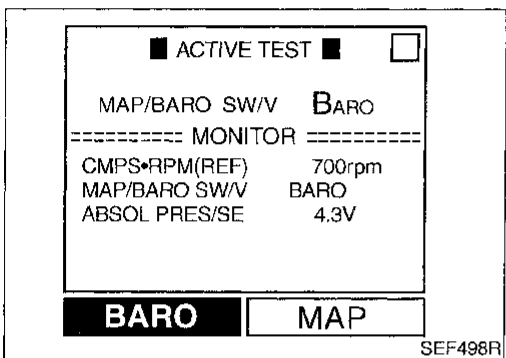 ■ ACTIVE TEST ■ □
MAP/BARO SW/V BARO
========= MONITOR =========
CMPS•RPM(REF) 700rpm
MAP/BARO SW/V BARO
ABSOL PRES/SE 4.3V
BARO MAP
SEF498R